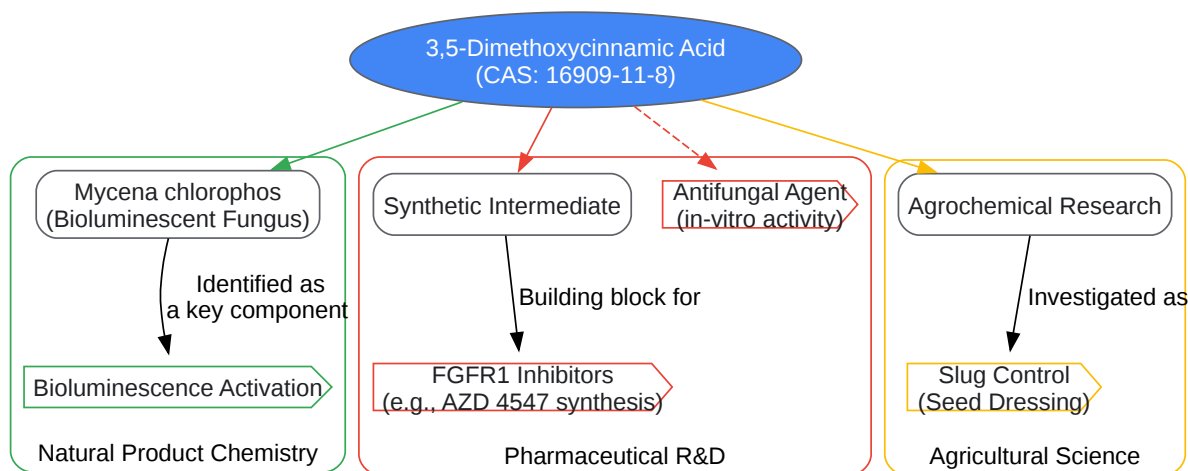 3,5-Dimethoxycinnamic Acid
(CAS: 16909-11-8)
Mycena chlorophos
(Bioluminescent Fungus)
Identified as
a key component
Bioluminescence Activation
Natural Product Chemistry
Synthetic Intermediate
Antifungal Agent
(in-vitro activity)
Building block for
FGFR1 Inhibitors
(e.g., AZD 4547 synthesis)
Pharmaceutical R&D
Agrochemical Research
Investigated as
Slug Control
(Seed Dressing)
Agricultural Science